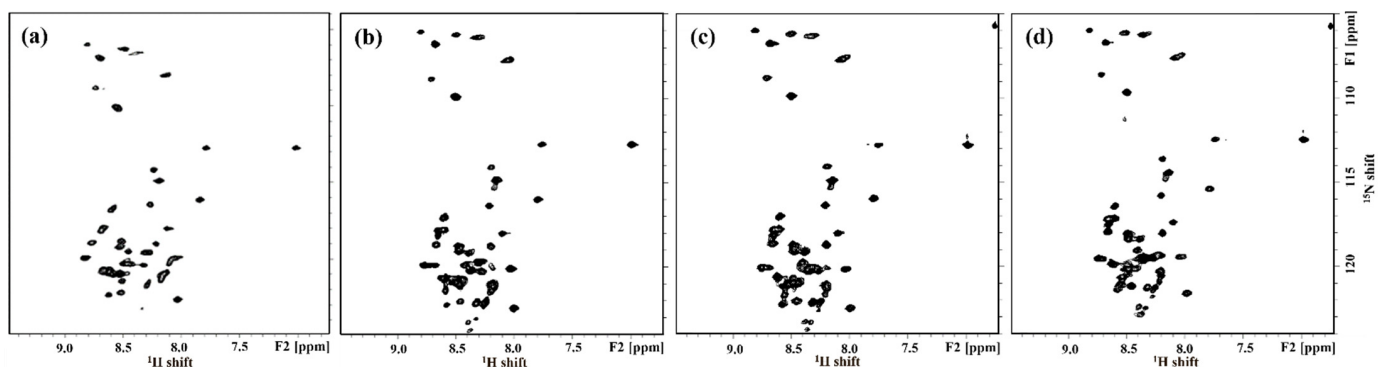 (a) (b) (c) (d)
F1 [ppm]
110
115
¹⁵N shift
120
9.0 8.5 8.0 7.5 F2 [ppm] 9.0 8.5 8.0 7.5 F2 [ppm] 9.0 8.5 8.0 7.5 F2 [ppm] 9.0 8.5 8.0 7.5 F2 [ppm]
¹H shift ¹H shift ¹H shift ¹H shift